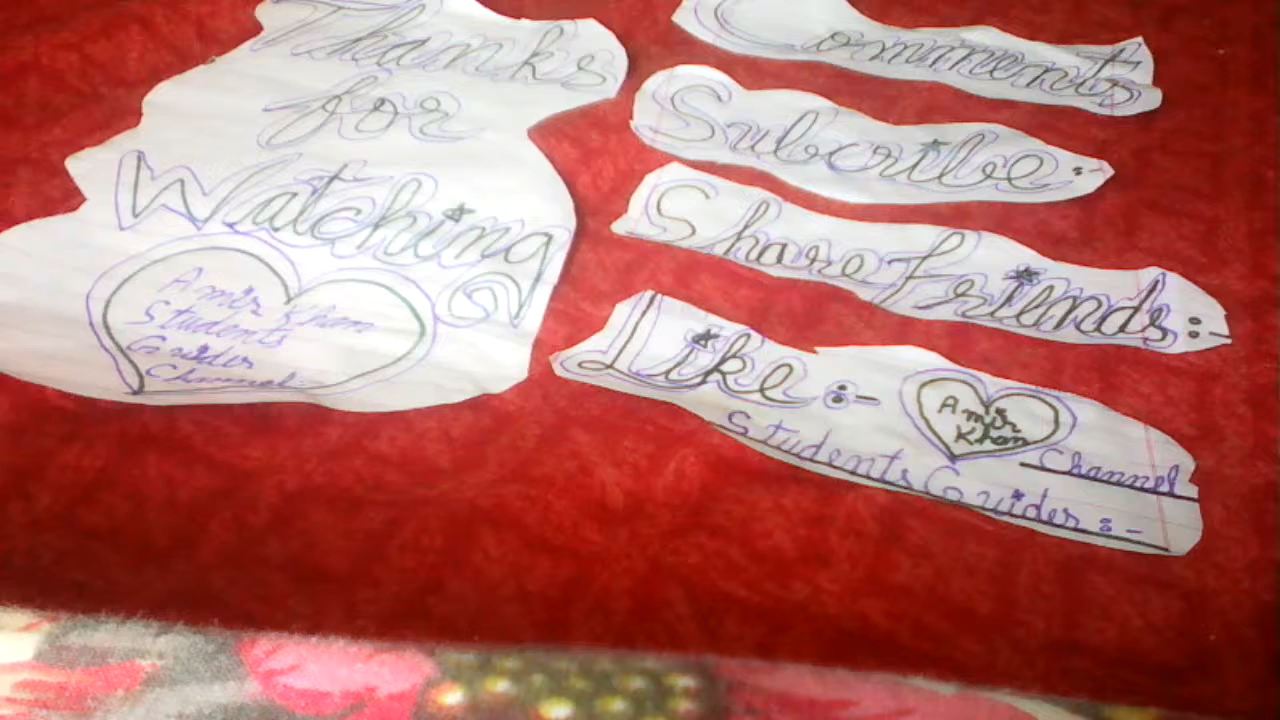 Thanks
for
Watching
Amir Khan
Students
Guider
Channel:-
Comments
Subcribe:-
Share friends:-
Like:-
Amir
Khan
Channel
Students Guider:-